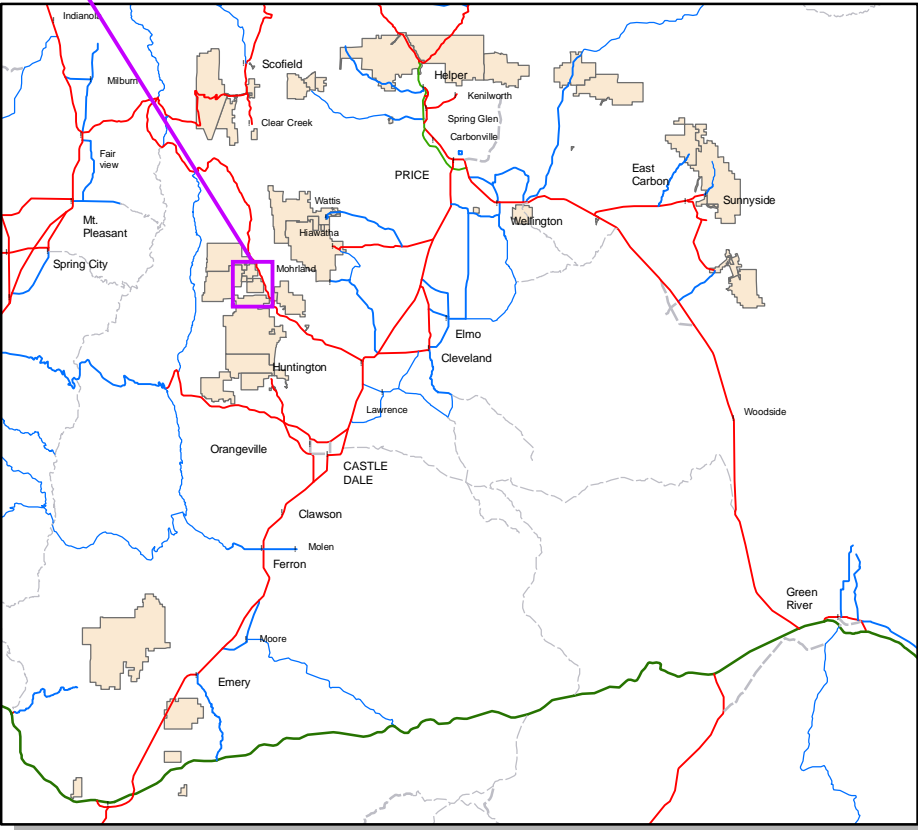 Indianola
Milburn
Scofield
Helper
Kenilworth
Clear Creek
Spring Glen
Carbonville
Fair
view
PRICE
East
Carbon
Sunnyside
Wattis
Mt.
Pleasant
Wellington
Hiawatha
Spring City
Mohrland
Elmo
Cleveland
Huntington
Lawrence
Woodside
Orangeville
CASTLE
DALE
Clawson
Molen
Ferron
Green
River
Moore
Emery